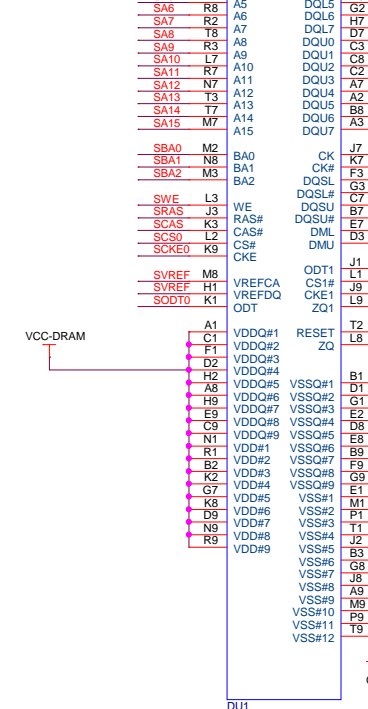 A5 DQL5
SA6 R8 A6 DQL6 G2
SA7 R2 A7 DQL7 H7
SA8 T8 A8 DQU0 D7
SA9 R3 A9 DQU1 C3
SA10 L7 A10 DQU2 C8
SA11 R7 A11 DQU3 C2
SA12 N7 A12 DQU4 A7
SA13 T3 A13 DQU5 A2
SA14 T7 A14 DQU6 B8
SA15 M7 A15 DQU7 A3
SBA0 M2 BA0 CK J7
SBA1 N8 BA1 CK# K7
SBA2 M3 BA2 DQSL F3
DQSL# G3
SWE L3 WE DQSU C7
SRAS J3 RAS# DQSU# B7
SCAS K3 CAS# DML E7
SCS0 L2 CS# DMU D3
SCKE0 K9 CKE
ODT1 J1
SVREF M8 VREFCA CS1# L1
SVREF H1 VREFDQ CKE1 J9
SODT0 K1 ODT ZQ1 L9
VCC-DRAM
A1 VDDQ#1 RESET T2
C1 VDDQ#2 ZQ L8
F1 VDDQ#3
D2 VDDQ#4
H2 VDDQ#5 VSSQ#1 B1
A8 VDDQ#6 VSSQ#2 D1
H9 VDDQ#7 VSSQ#3 G1
E9 VDDQ#8 VSSQ#4 E2
C9 VDDQ#9 VSSQ#5 D8
N1 VDD#1 VSSQ#6 E8
R1 VDD#2 VSSQ#7 B9
B2 VDD#3 VSSQ#8 F9
K2 VDD#4 VSSQ#9 G9
G7 VDD#5 VSS#1 E1
K8 VDD#6 VSS#2 M1
D9 VDD#7 VSS#3 P1
N9 VDD#8 VSS#4 T1
R9 VDD#9 VSS#5 J2
VSS#6 B3
VSS#7 G8
VSS#8 J8
VSS#9 A9
VSS#10 M9
VSS#11 P9
VSS#12 T9
DU1